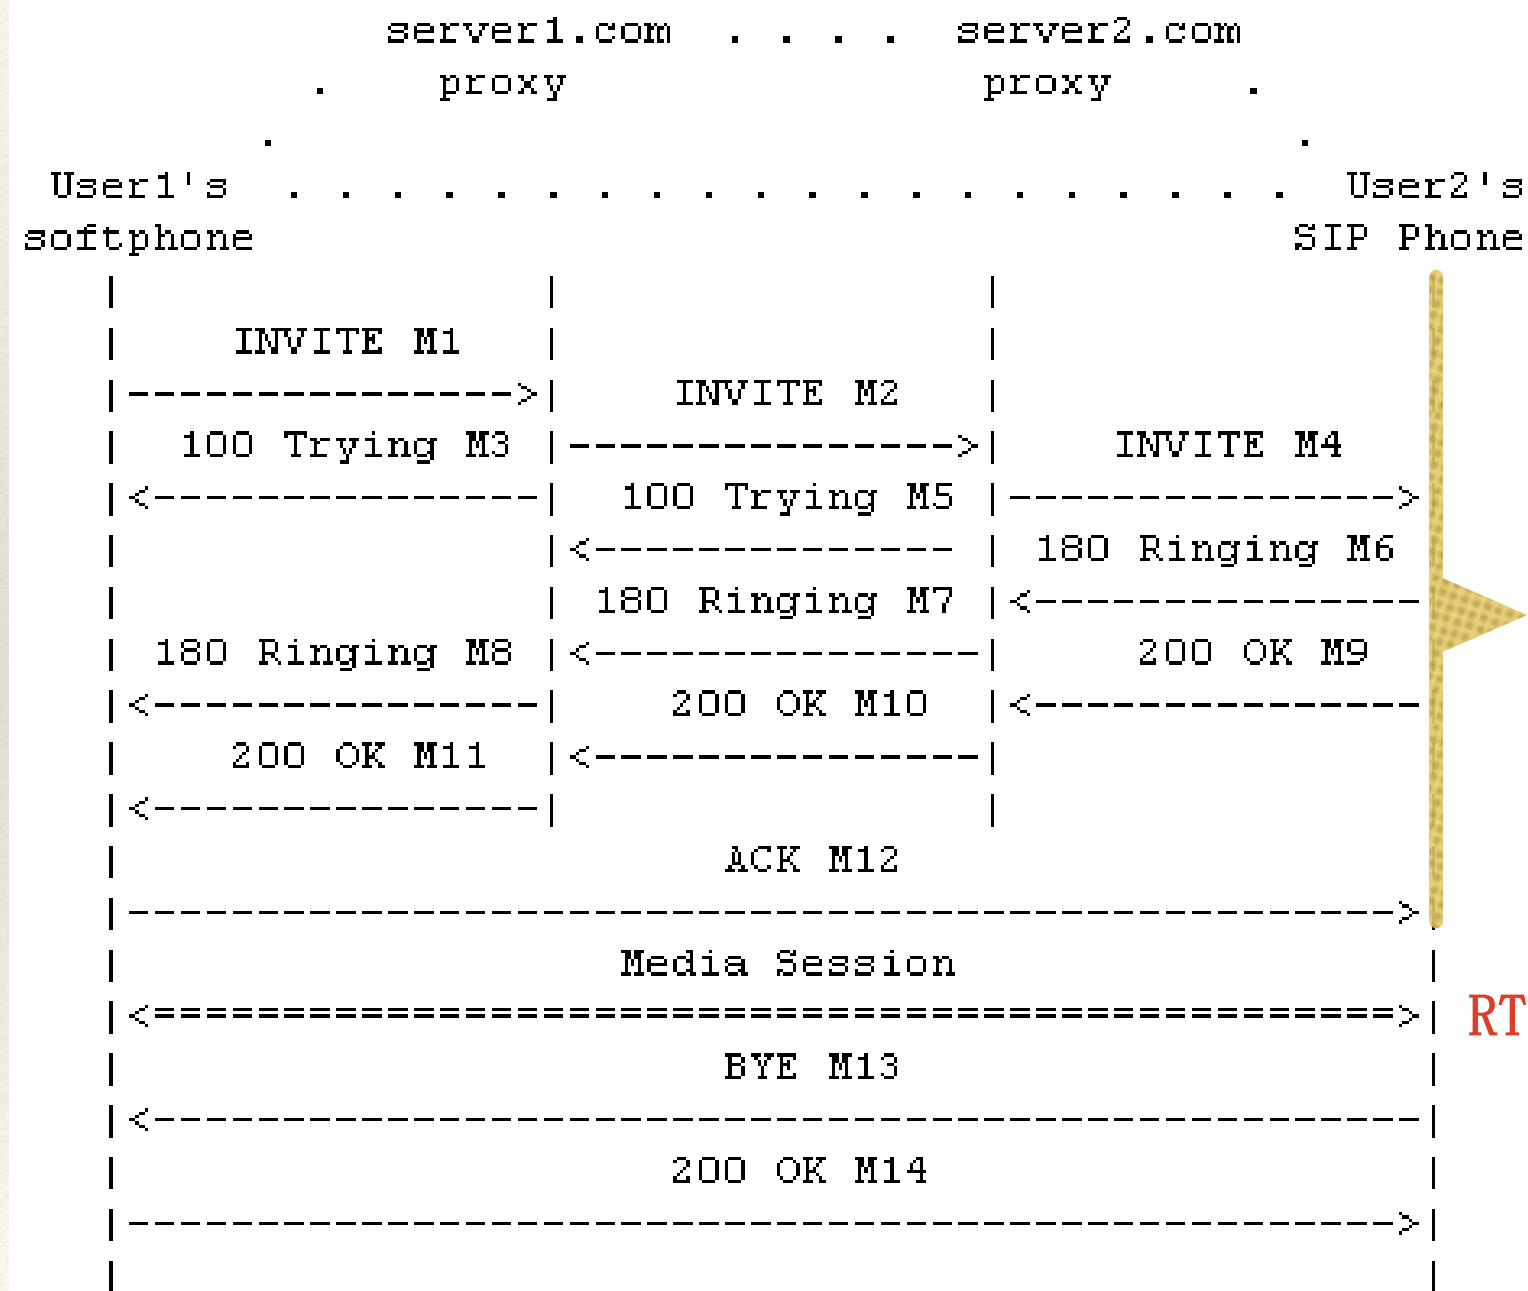 server1.com . . . . server2.com
. proxy proxy .
. .
User1's . . . . . . . . . . . . . . . . . . . . User2's
softphone SIP Phone
| | |
| INVITE M1 | |
|--------------->| INVITE M2 |
| 100 Trying M3 |--------------->| INVITE M4
|<---------------| 100 Trying M5 |--------------->
| |<-------------- | 180 Ringing M6
| | 180 Ringing M7 |<---------------
| 180 Ringing M8 |<---------------| 200 OK M9
|<---------------| 200 OK M10 |<---------------
| 200 OK M11 |<---------------|
|<---------------| |
| ACK M12
|------------------------------------------------->
| Media Session |
|<================================================>| RT
| BYE M13 |
|<-------------------------------------------------|
| 200 OK M14 |
|------------------------------------------------->|
| |